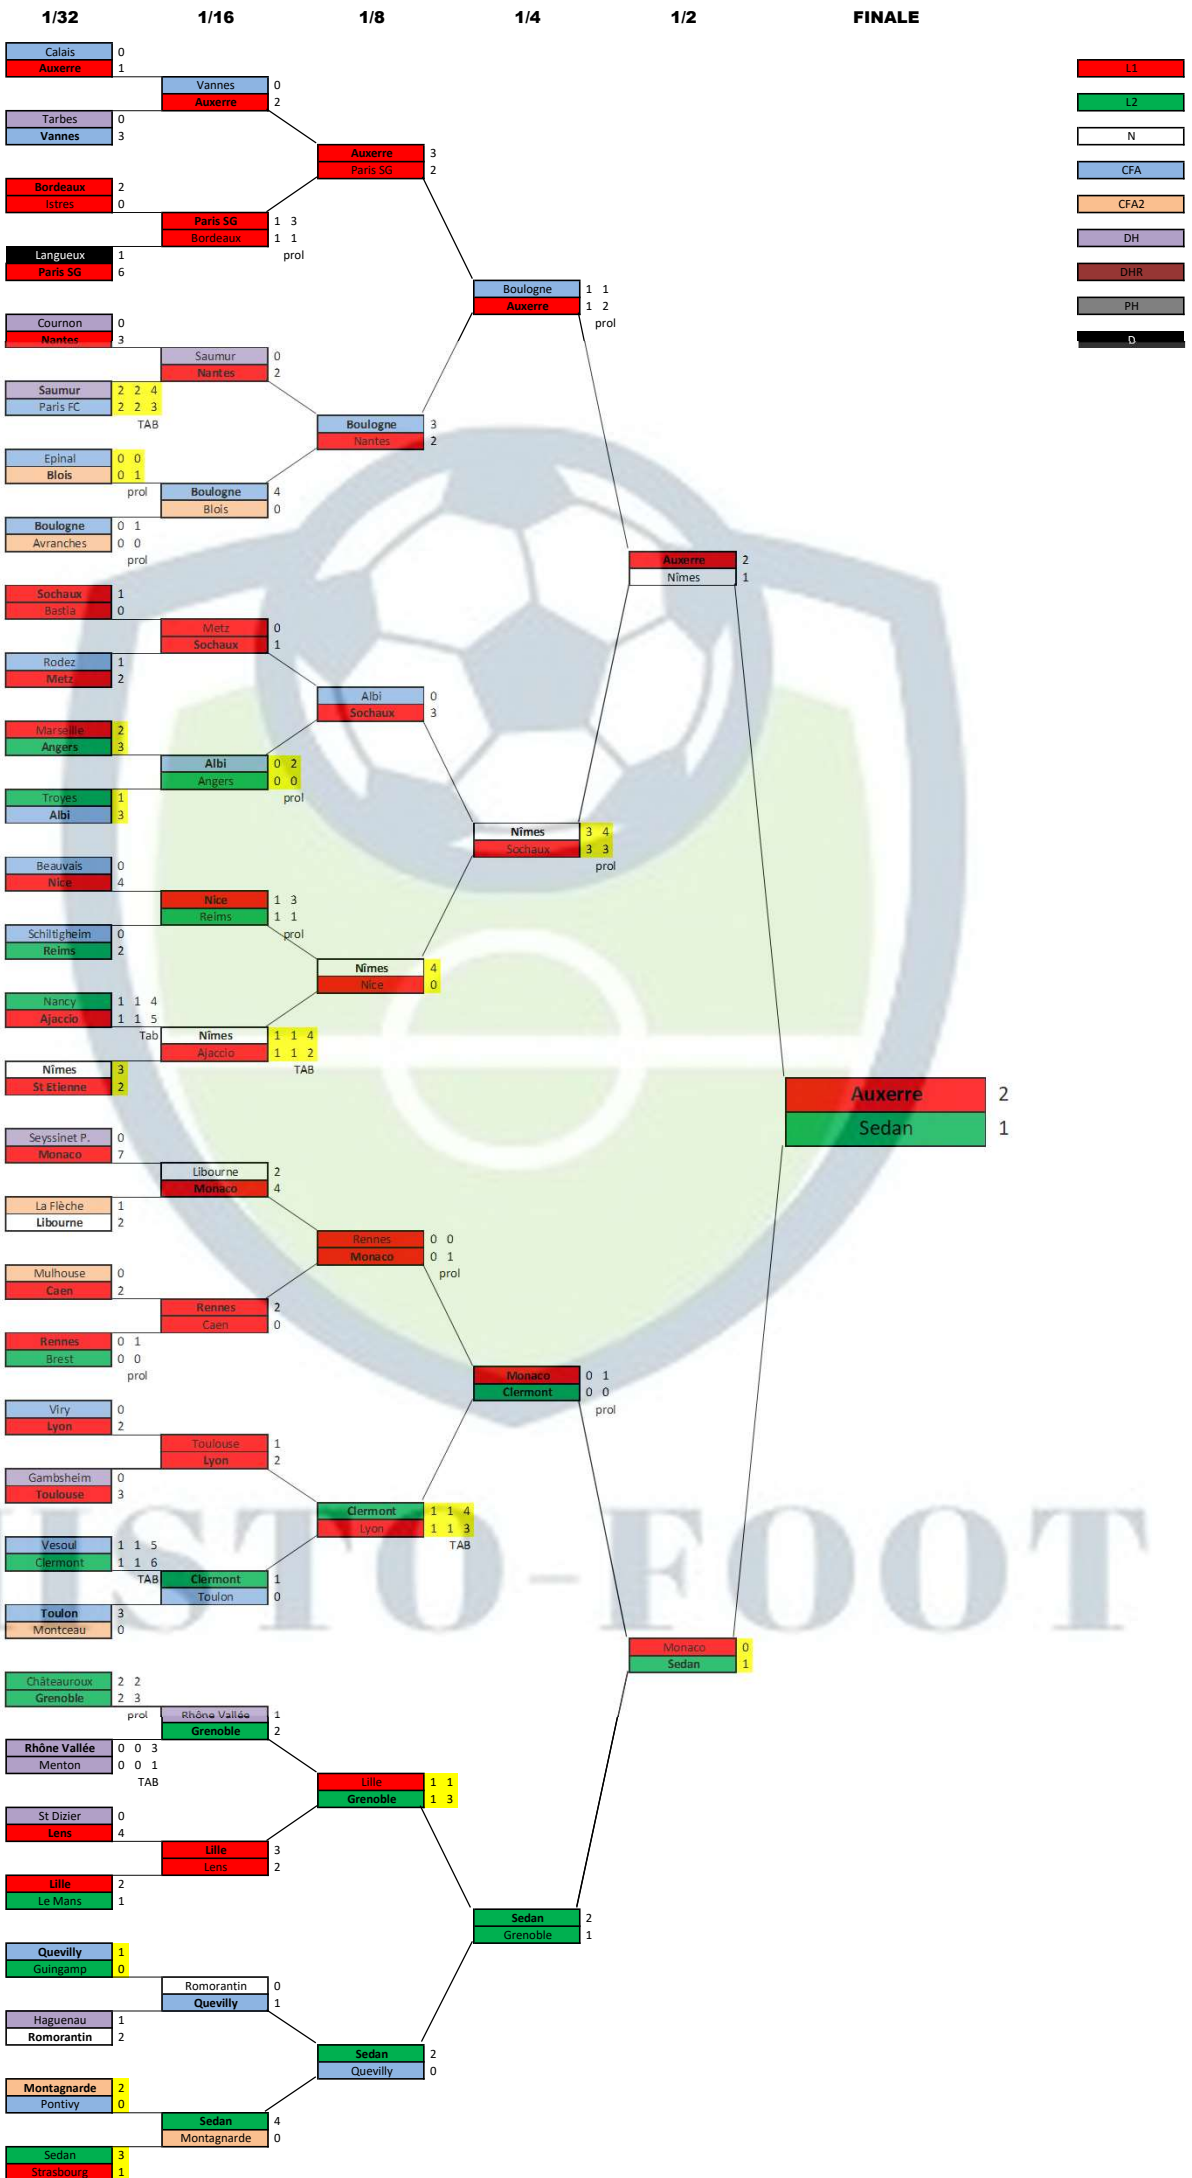 1/32 1/16 1/8 1/4 1/2 FINALE
Calais 0
Auxerre 1
Vannes 0
Auxerre 2
Tarbes 0
Vannes 3
Auxerre 3
Paris SG 2
Bordeaux 2
Istres 0
Paris SG 1 3
Bordeaux 1 1
prol
Langueux 1
Paris SG 6
Boulogne 1 1
Auxerre 1 2
prol
Cournon 0
Nantes 3
Saumur 0
Nantes 2
Saumur 2 2 4
Paris FC 2 2 3
TAB
Boulogne 3
Nantes 2
Epinal 0 0
Blois 0 1
prol
Boulogne 4
Blois 0
Boulogne 0 1
Avranches 0 0
prol
Auxerre 2
Nîmes 1
Sochaux 1
Bastia 0
Metz 0
Sochaux 1
Rodez 1
Metz 2
Albi 0
Sochaux 3
Marseille 2
Angers 3
Albi 0 2
Angers 0 0
prol
Troyes 1
Albi 3
Nîmes 3 4
Sochaux 3 3
prol
Beauvais 0
Nice 4
Nice 1 3
Reims 1 1
prol
Schiltigheim 0
Reims 2
Nîmes 4
Nice 0
Nancy 1 1 4
Ajaccio 1 1 5
Tab
Nîmes 1 1 4
Ajaccio 1 1 2
TAB
Nîmes 3
St Etienne 2
Auxerre 2
Sedan 1
Seyssinet P. 0
Monaco 7
Libourne 2
Monaco 4
La Flèche 1
Libourne 2
Rennes 0 0
Monaco 0 1
prol
Mulhouse 0
Caen 2
Rennes 2
Caen 0
Rennes 0 1
Brest 0 0
prol
Monaco 0 1
Clermont 0 0
prol
Viry 0
Lyon 2
Toulouse 1
Lyon 2
Gambsheim 0
Toulouse 3
Clermont 1 1 4
Lyon 1 1 3
TAB
Vesoul 1 1 5
Clermont 1 1 6
TAB
Clermont 1
Toulon 0
Toulon 3
Montceau 0
Monaco 0
Sedan 1
Châteauroux 2 2
Grenoble 2 3
prol
Rhône Vallée 1
Grenoble 2
Rhône Vallée 0 0 3
Menton 0 0 1
TAB
Lille 1 1
Grenoble 1 3
St Dizier 0
Lens 4
Lille 3
Lens 2
Lille 2
Le Mans 1
Sedan 2
Grenoble 1
Quevilly 1
Guingamp 0
Romorantin 0
Quevilly 1
Haguenau 1
Romorantin 2
Sedan 2
Quevilly 0
Montagnarde 2
Pontivy 0
Sedan 4
Montagnarde 0
Sedan 3
Strasbourg 1
L1
L2
N
CFA
CFA2
DH
DHR
PH
D
HISTO-FOOT